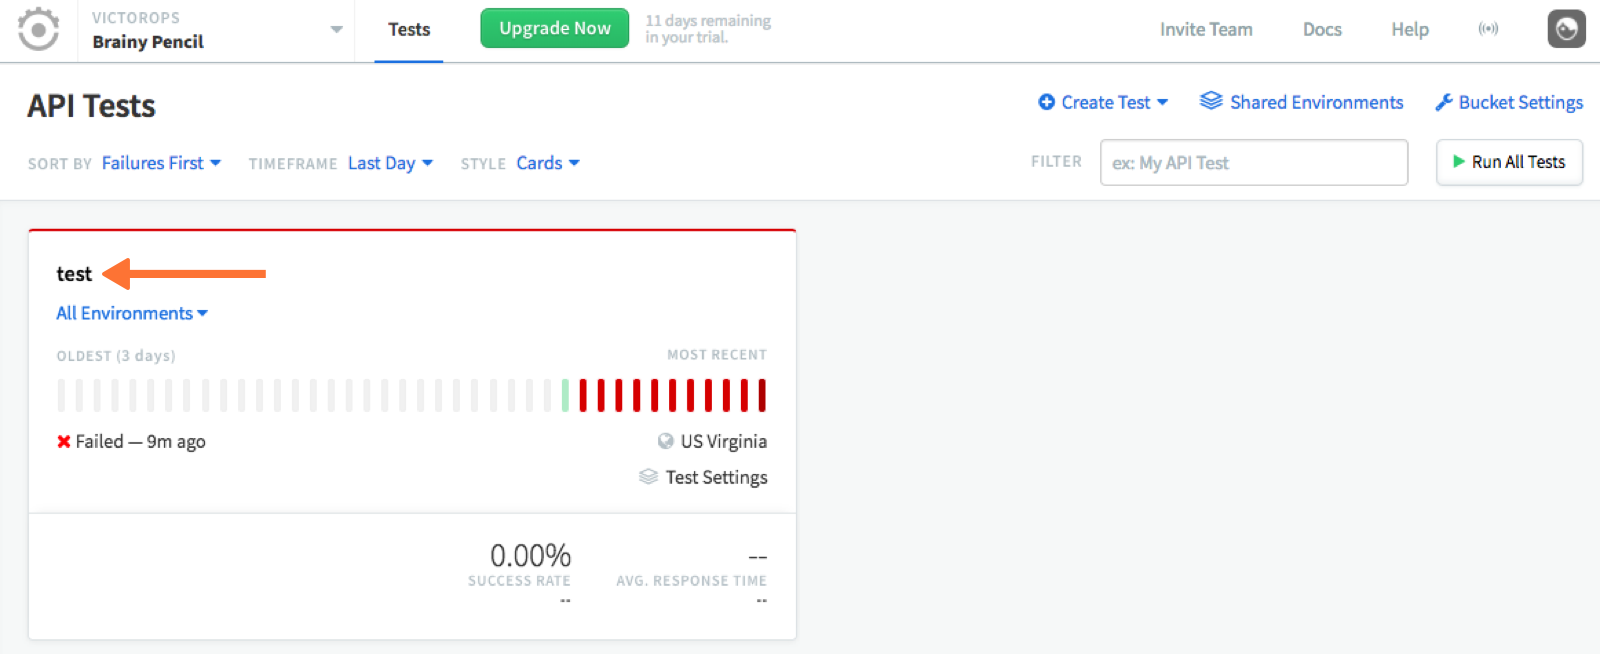 VICTOROPS
Brainy Pencil
Tests
Upgrade Now
11 days remaining
in your trial.
Invite Team
Docs
Help
API Tests
Create Test
Shared Environments
Bucket Settings
SORT BY Failures First
TIMEFRAME Last Day
STYLE Cards
FILTER
ex: My API Test
Run All Tests
test
All Environments
OLDEST (3 days)
MOST RECENT
Failed — 9m ago
US Virginia
Test Settings
0.00%
SUCCESS RATE
--
--
AVG. RESPONSE TIME
--